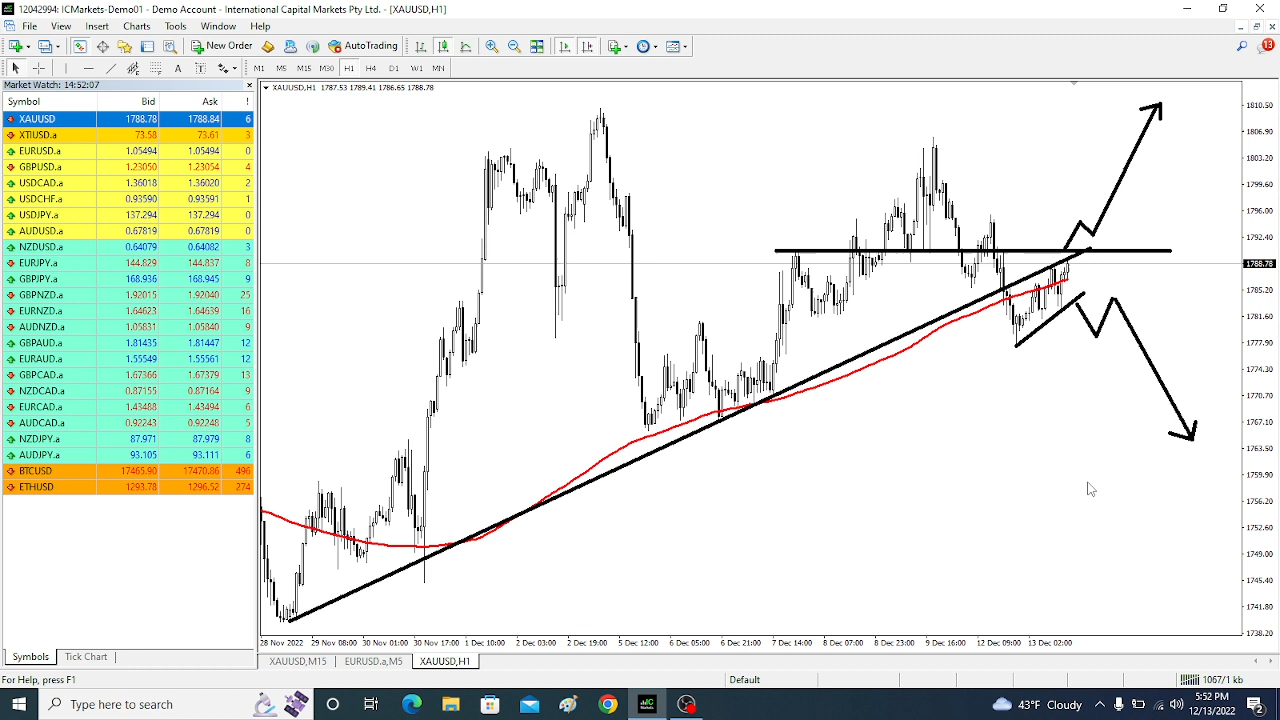 12042994: ICMarkets-Demo01 - Demo Account - International Capital Markets Pty Ltd. - [XAUUSD,H1]
File View Insert Charts Tools Window Help
New Order AutoTrading 13
A T M1 M5 M15 M30 H1 H4 D1 W1 MN
Market Watch: 14:52:07
Symbol Bid Ask !
XAUUSD 1788.78 1788.84 6
XTIUSD.a 73.58 73.61 3
EURUSD.a 1.05494 1.05494 0
GBPUSD.a 1.23050 1.23054 4
USDCAD.a 1.36018 1.36020 2
USDCHF.a 0.93590 0.93591 1
USDJPY.a 137.294 137.294 0
AUDUSD.a 0.67819 0.67819 0
NZDUSD.a 0.64079 0.64082 3
EURJPY.a 144.829 144.837 8
GBPJPY.a 168.936 168.945 9
GBPNZD.a 1.92015 1.92040 25
EURNZD.a 1.64623 1.64639 16
AUDNZD.a 1.05831 1.05840 9
GBPAUD.a 1.81435 1.81447 12
EURAUD.a 1.55549 1.55561 12
GBPCAD.a 1.67366 1.67379 13
NZDCAD.a 0.87155 0.87164 9
EURCAD.a 1.43488 1.43494 6
AUDCAD.a 0.92243 0.92248 5
NZDJPY.a 87.971 87.979 8
AUDJPY.a 93.105 93.111 6
BTCUSD 17465.90 17470.86 496
ETHUSD 1293.78 1296.52 274
Symbols Tick Chart
XAUUSD,H1 1787.53 1789.41 1786.65 1788.78
1810.50
1806.90
1803.20
1799.60
1796.00
1792.40
1788.78
1785.20
1781.60
1777.90
1774.30
1770.70
1767.10
1763.50
1759.90
1756.20
1752.60
1749.00
1745.40
1741.80
1738.20
28 Nov 2022 29 Nov 08:00 30 Nov 01:00 30 Nov 17:00 1 Dec 10:00 2 Dec 03:00 2 Dec 19:00 5 Dec 12:00 6 Dec 05:00 6 Dec 21:00 7 Dec 14:00 8 Dec 07:00 8 Dec 23:00 9 Dec 16:00 12 Dec 09:00 13 Dec 02:00
XAUUSD,M15 EURUSD.a,M5 XAUUSD,H1
For Help, press F1 Default 1067/1 kb
Type here to search
IC Markets
43°F Cloudy
5:52 PM
12/13/2022
2